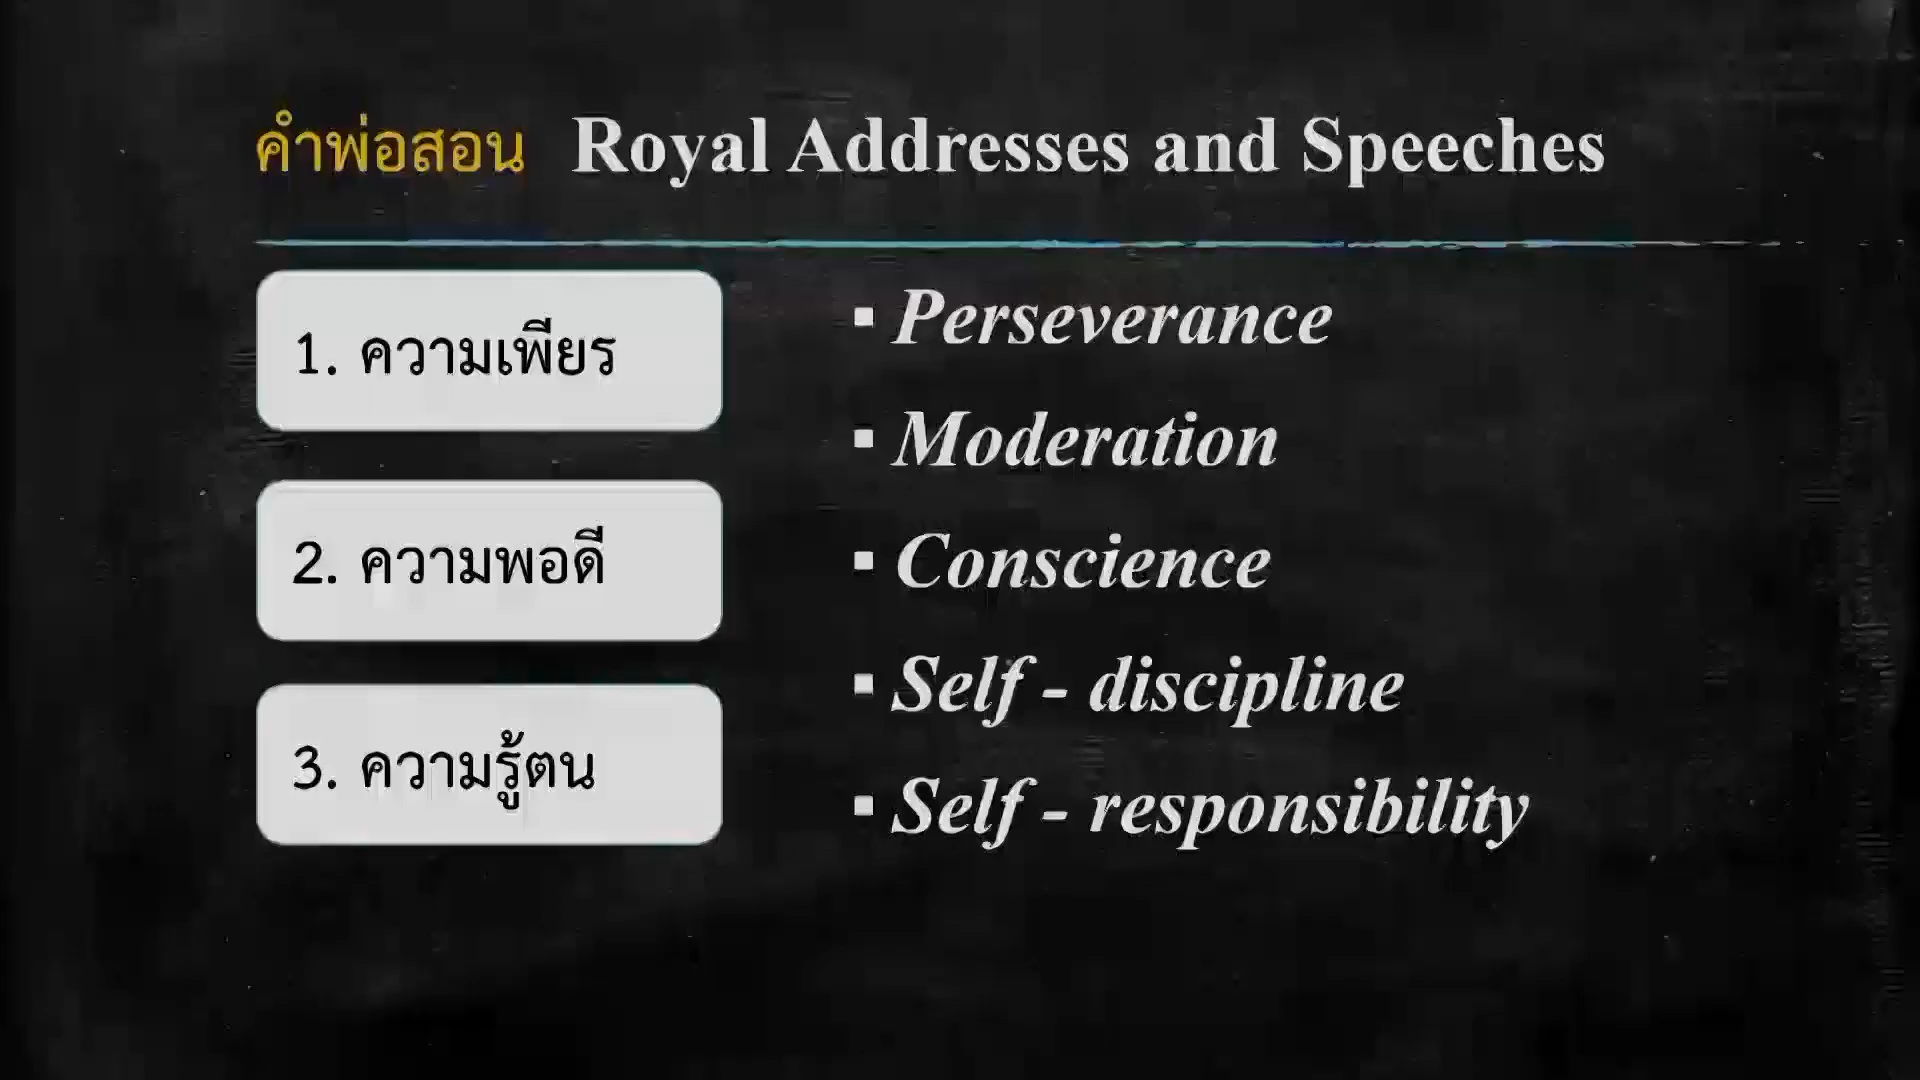 คำพ่อสอน Royal Addresses and Speeches
1. ความเพียร
2. ความพอดี
3. ความรู้ตน
▪ Perseverance
▪ Moderation
▪ Conscience
▪ Self - discipline
▪ Self - responsibility